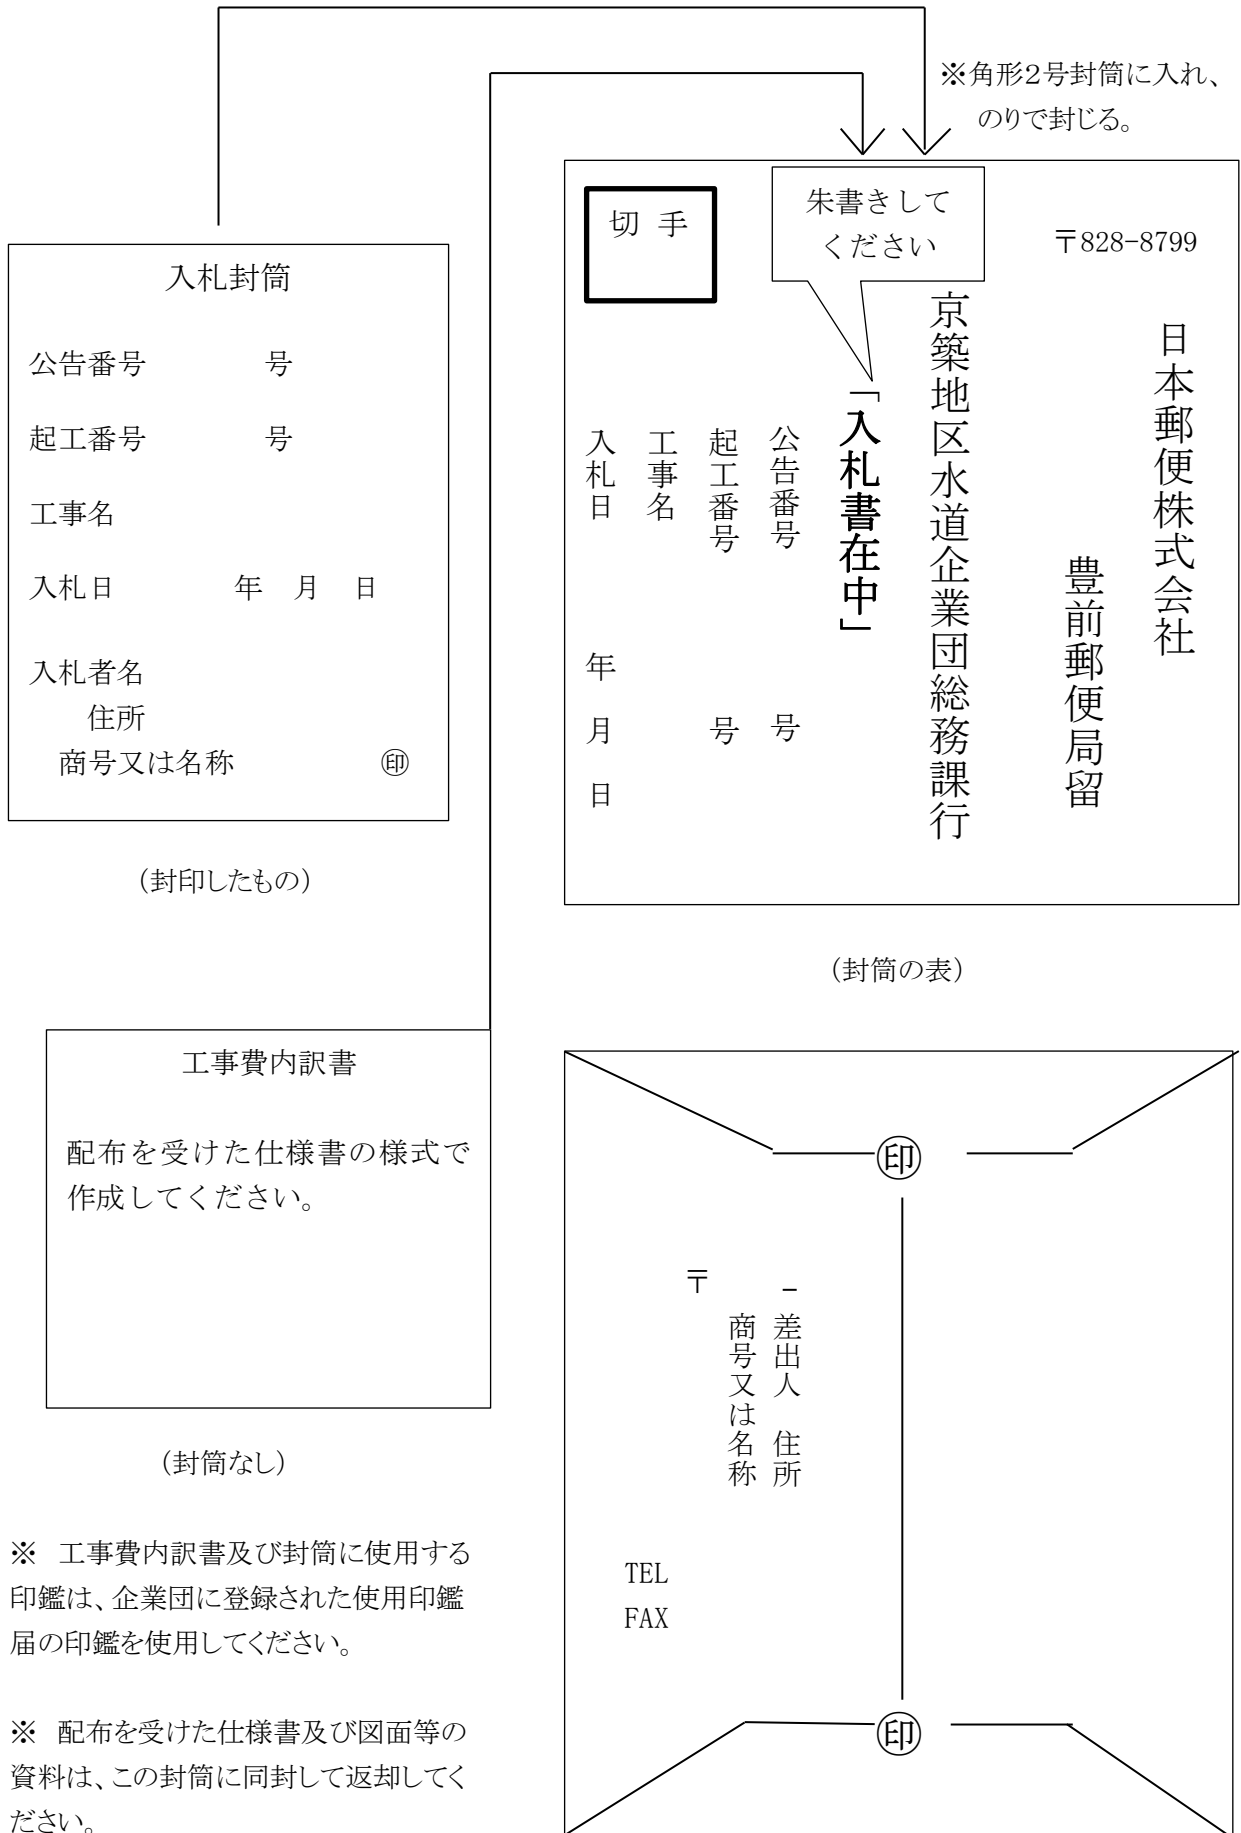 ※角形2号封筒に入れ、
のりで封じる。
入札封筒
公告番号　　　　号
起工番号　　　　号
工事名
入札日　　　　年　月　日
入札者名
住所
商号又は名称　　　　　㊞
（封印したもの）
切 手
朱書きして
ください
〒828-8799
日本郵便株式会社
豊前郵便局留
京築地区水道企業団総務課行
「入札書在中」
公告番号　　　　号
起工番号　　　　号
工事名
入札日　　　　年　月　日
（封筒の表）
工事費内訳書
配布を受けた仕様書の様式で
作成してください。
（封筒なし）
※　工事費内訳書及び封筒に使用する
印鑑は、企業団に登録された使用印鑑
届の印鑑を使用してください。
※　配布を受けた仕様書及び図面等の
資料は、この封筒に同封して返却してく
ださい。
㊞
〒　　－
差出人　住所
商号又は名称
TEL
FAX
㊞